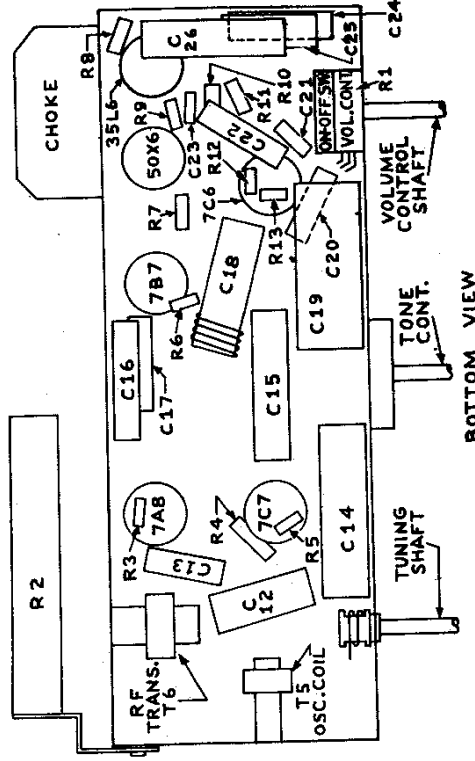 C24
R8
C
26
C25
CHOKE
35L6
R10
R11
C21
ON-OFF SW.
VOL. CONT
R1
R9
C22
50X6
C23
R12
7C6
R13
VOLUME
CONTROL
SHAFT
R7
C20
C19
7B7
C18
R6
TONE
CONT.
C16
C17
C15
BOTTOM VIEW
R2
R3
7A8
R4
7C7
R5
C14
C13
C
12
TUNING
SHAFT
RF
TRANS.
T6
T5
OSC.COIL